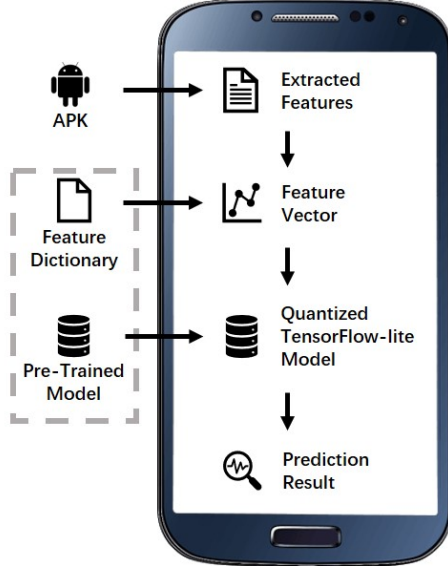 APK
Extracted
Features
Feature
Dictionary
Feature
Vector
Pre-Trained
Model
Quantized
TensorFlow-lite
Model
Prediction
Result